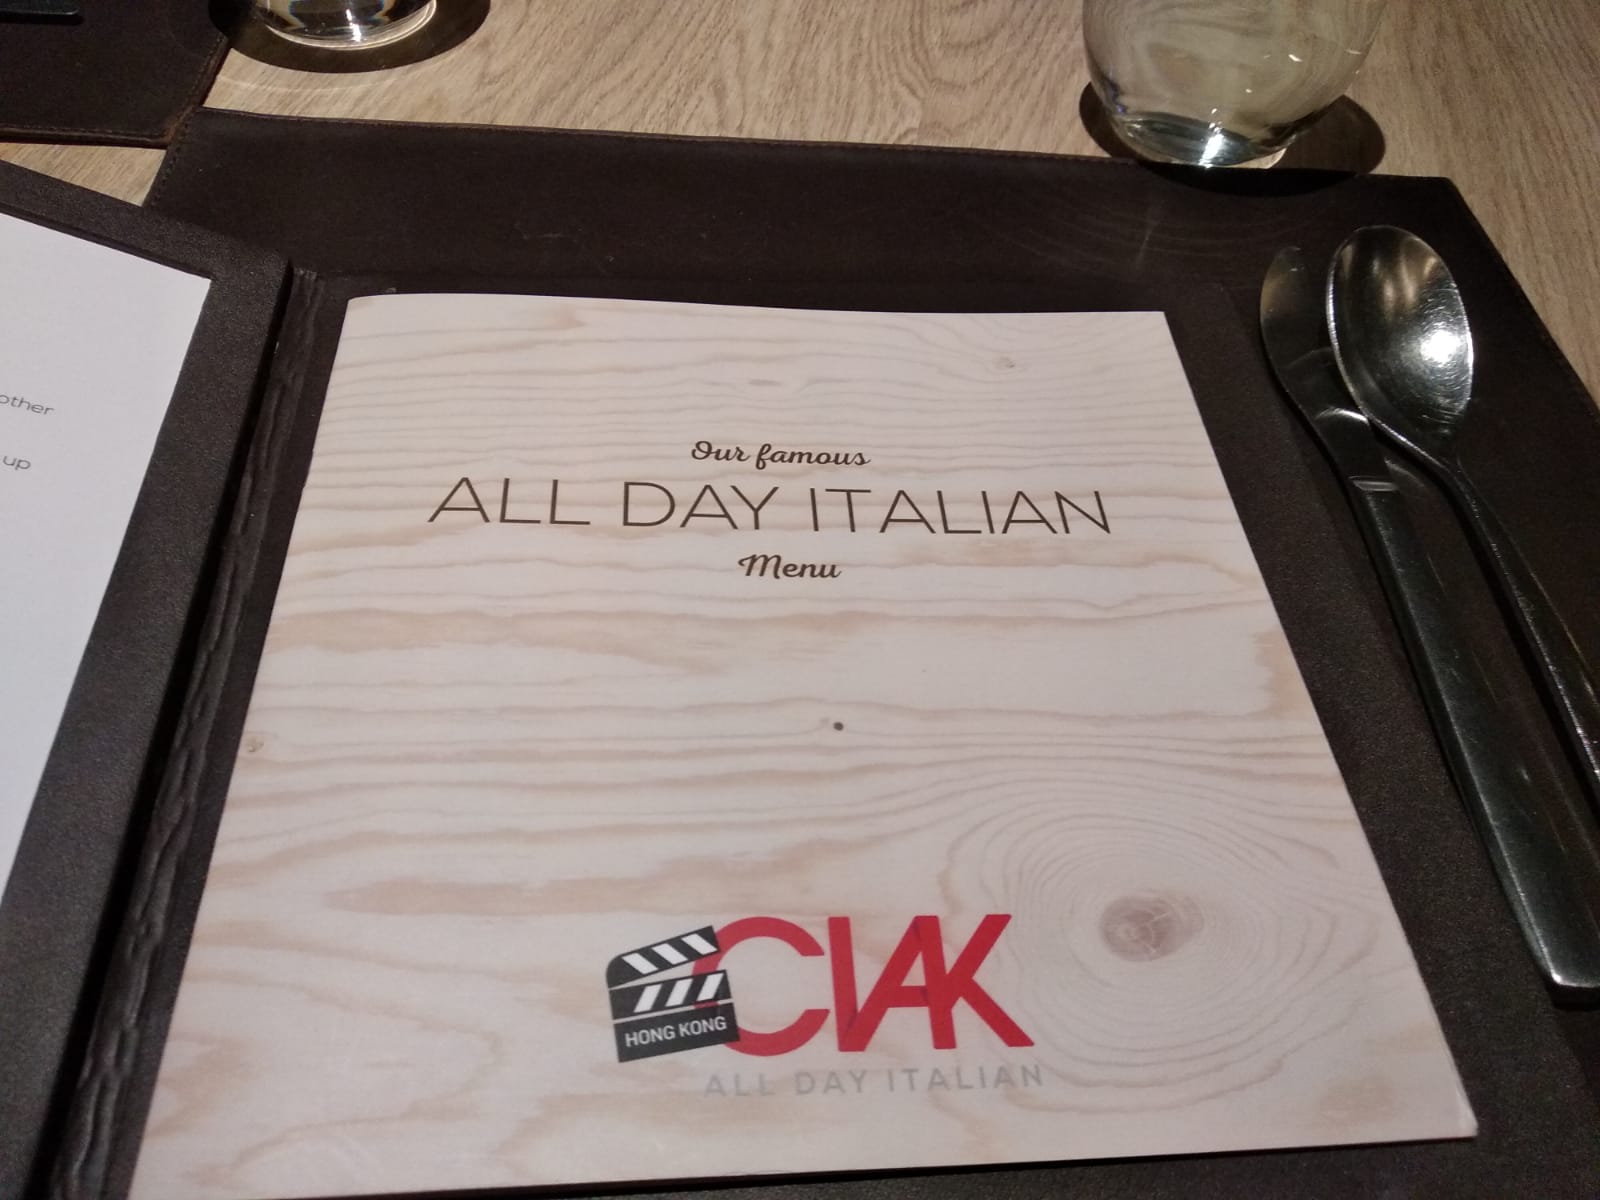 other
up
Our famous
ALL DAY ITALIAN
Menu
HONG KONG
CIAK
ALL DAY ITALIAN